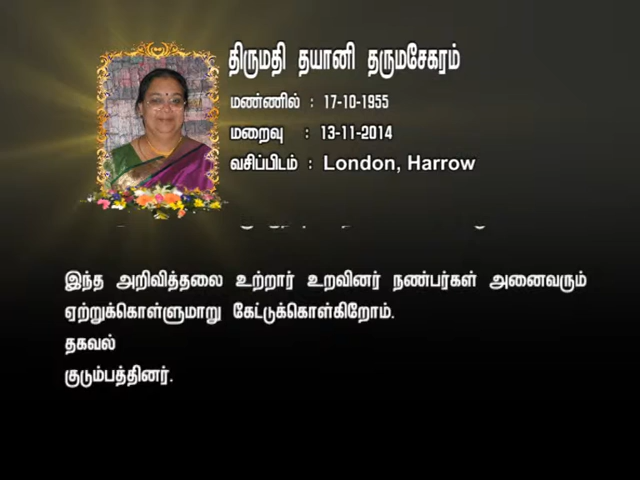 திருமதி தயானி தருமசேகரம்
மண்ணில் : 17-10-1955
மறைவு : 13-11-2014
வசிப்பிடம் : London, Harrow
இந்த அறிவித்தலை உற்றார் உறவினர் நண்பர்கள் அனைவரும்
ஏற்றுக்கொள்ளுமாறு கேட்டுக்கொள்கிறோம்.
தகவல்
குடும்பத்தினர்.